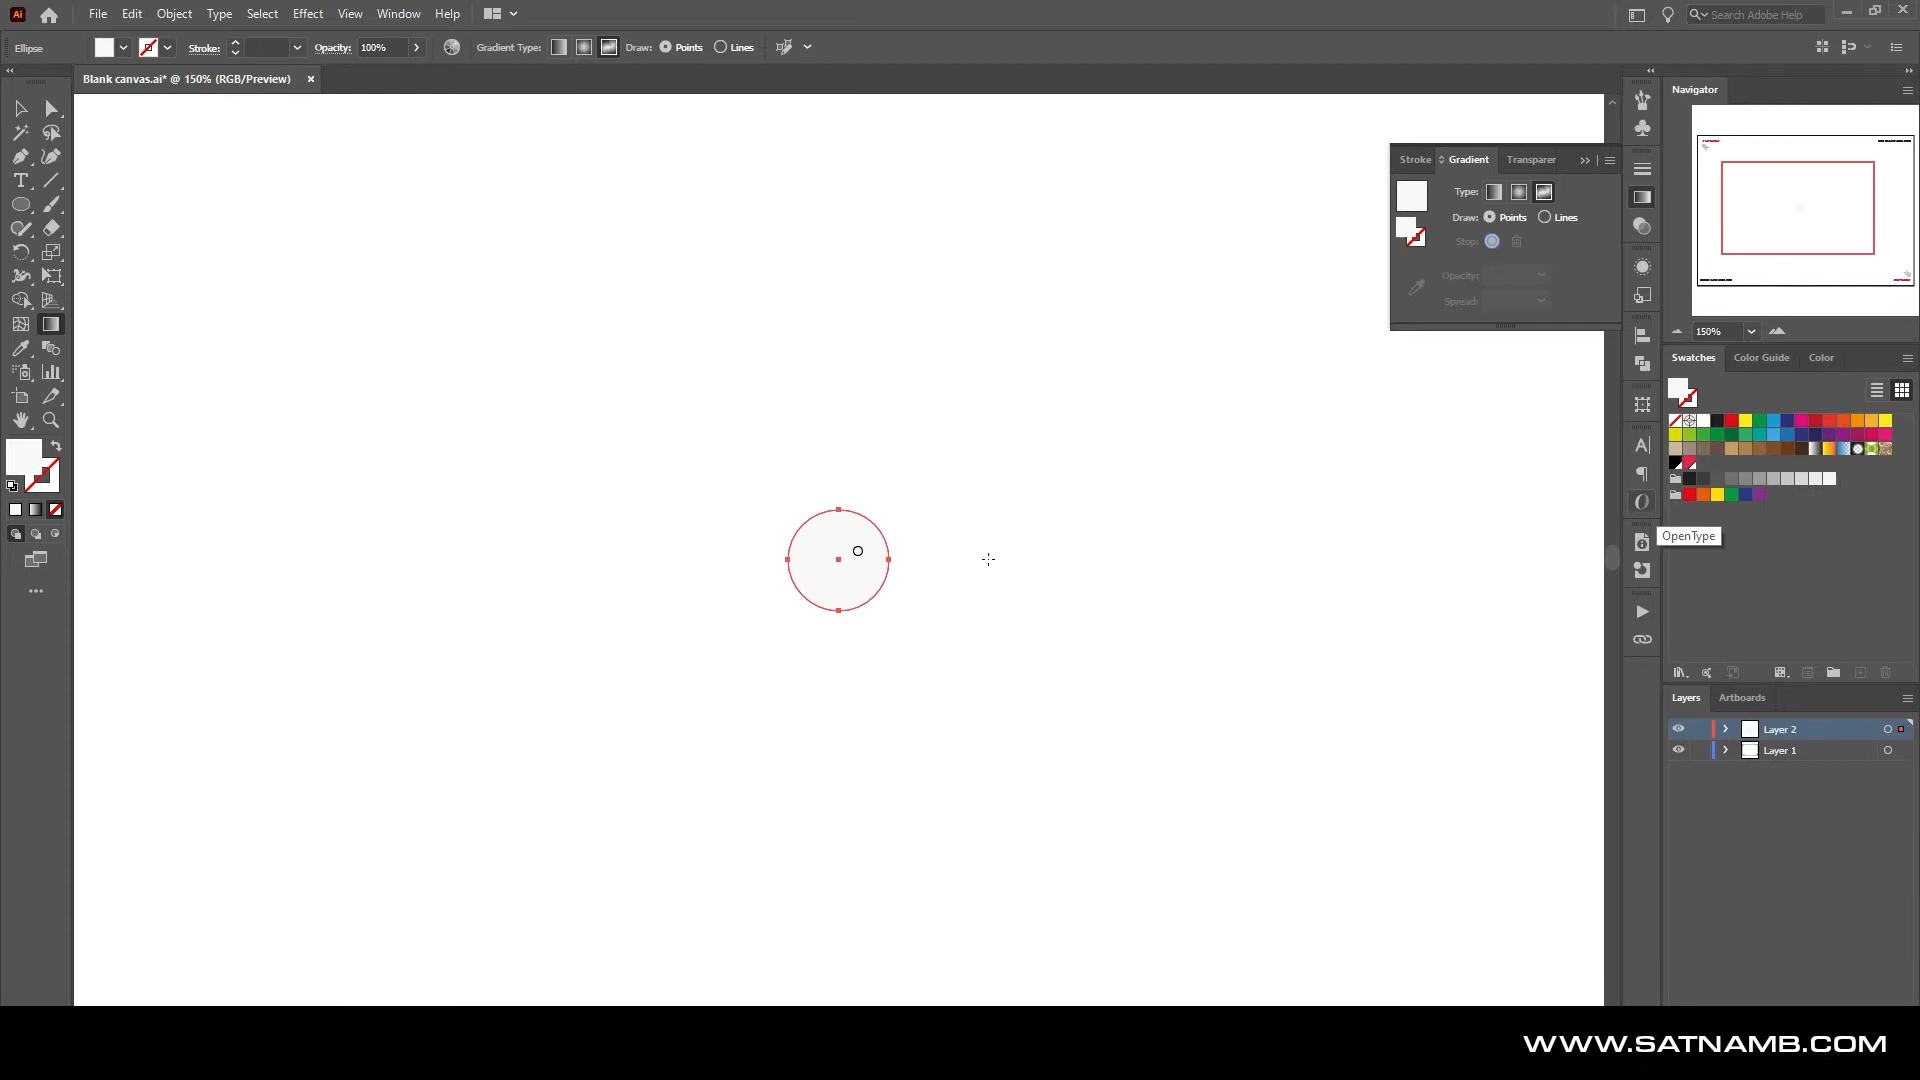 Ai File Edit Object Type Select Effect View Window Help Search Adobe Help
Ellipse Stroke: Opacity: 100% Gradient Type: Draw: Points Lines
Blank canvas.ai* @ 150% (RGB/Preview)
Navigator
Stroke Gradient Transparer
Type:
Draw: Points Lines
Stop:
Opacity:
Spread:
150%
Swatches Color Guide Color
OpenType
Layers Artboards
Layer 2
Layer 1
WWW.SATNAMB.COM